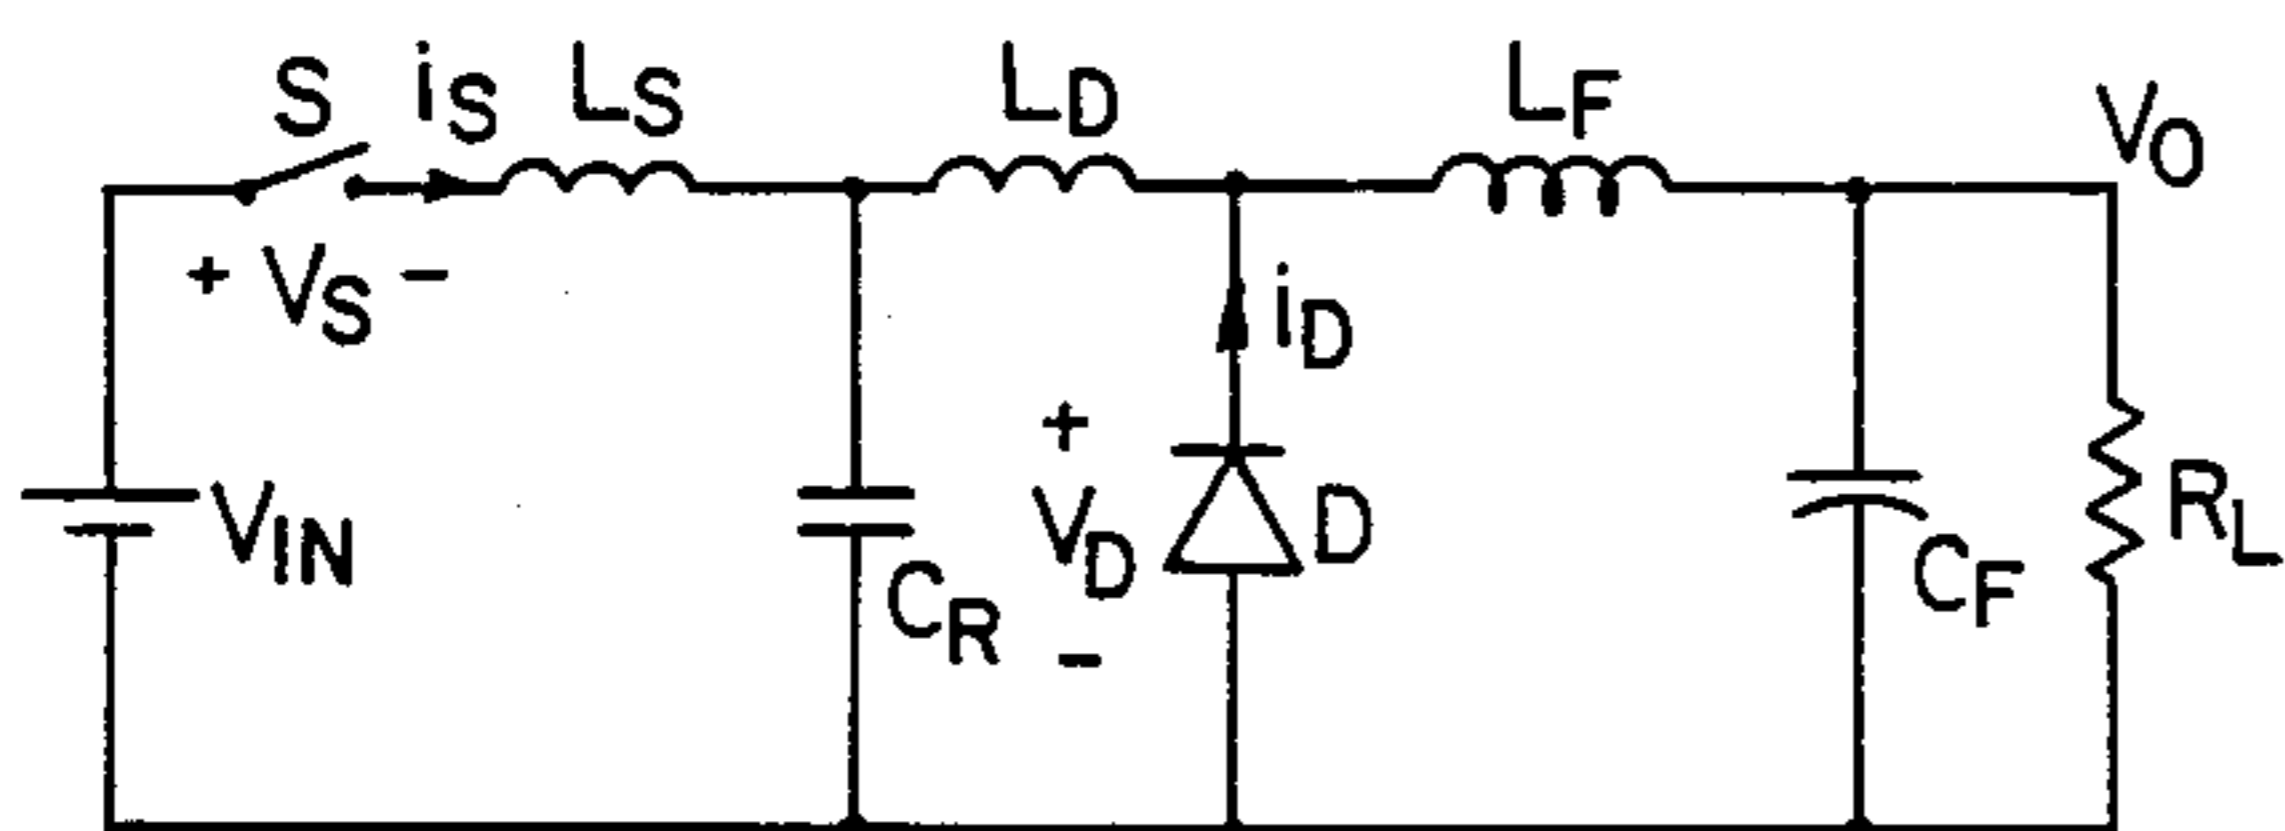 S iS LS LD LF VO
+ VS -
iD
+
VIN VD D RL
CR CF
-